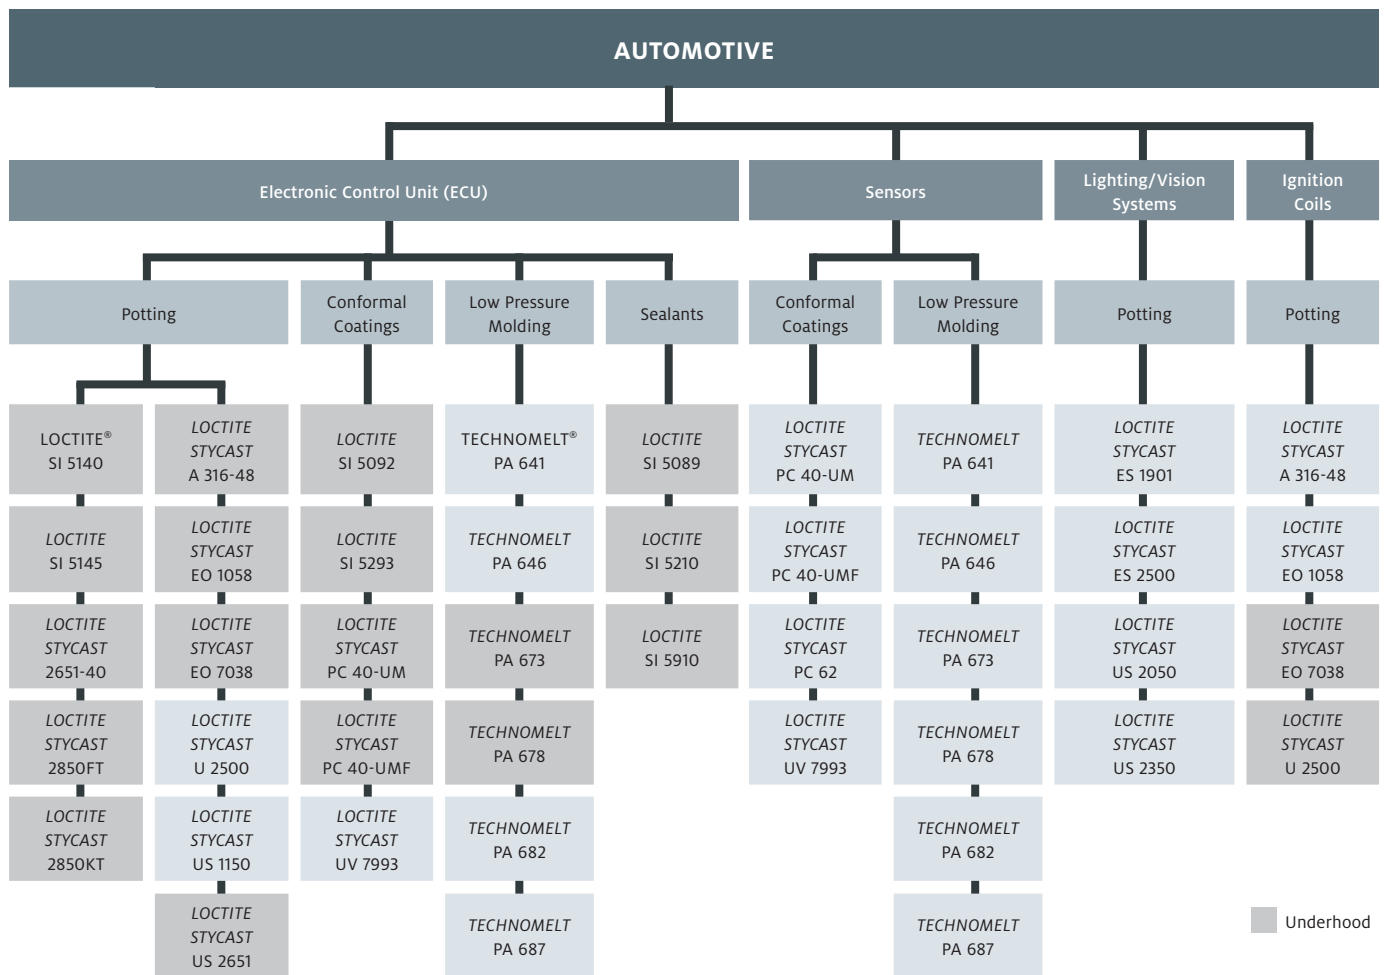 AUTOMOTIVE
Electronic Control Unit (ECU)
Sensors
Lighting/Vision
Systems
Ignition
Coils
Potting
Conformal
Coatings
Low Pressure
Molding
Sealants
Conformal
Coatings
Low Pressure
Molding
Potting
Potting
LOCTITE®
SI 5140
LOCTITE
SI 5145
LOCTITE
STYCAST
2651-40
LOCTITE
STYCAST
2850FT
LOCTITE
STYCAST
2850KT
LOCTITE
STYCAST
A 316-48
LOCTITE
STYCAST
EO 1058
LOCTITE
STYCAST
EO 7038
LOCTITE
STYCAST
U 2500
LOCTITE
STYCAST
US 1150
LOCTITE
STYCAST
US 2651
LOCTITE
SI 5092
LOCTITE
SI 5293
LOCTITE
STYCAST
PC 40-UM
LOCTITE
STYCAST
PC 40-UMF
LOCTITE
STYCAST
UV 7993
TECHNOMELT®
PA 641
TECHNOMELT
PA 646
TECHNOMELT
PA 673
TECHNOMELT
PA 678
TECHNOMELT
PA 682
TECHNOMELT
PA 687
LOCTITE
SI 5089
LOCTITE
SI 5210
LOCTITE
SI 5910
LOCTITE
STYCAST
PC 40-UM
LOCTITE
STYCAST
PC 40-UMF
LOCTITE
STYCAST
PC 62
LOCTITE
STYCAST
UV 7993
TECHNOMELT
PA 641
TECHNOMELT
PA 646
TECHNOMELT
PA 673
TECHNOMELT
PA 678
TECHNOMELT
PA 682
TECHNOMELT
PA 687
LOCTITE
STYCAST
ES 1901
LOCTITE
STYCAST
ES 2500
LOCTITE
STYCAST
US 2050
LOCTITE
STYCAST
US 2350
LOCTITE
STYCAST
A 316-48
LOCTITE
STYCAST
EO 1058
LOCTITE
STYCAST
EO 7038
LOCTITE
STYCAST
U 2500
Underhood